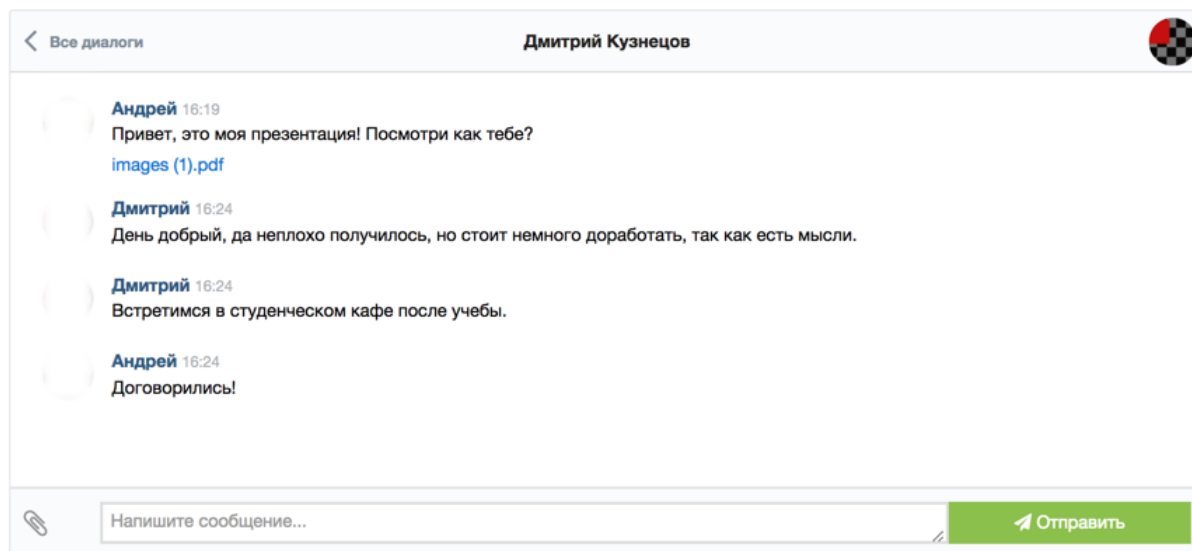 Все диалоги
Дмитрий Кузнецов
Андрей 16:19
Привет, это моя презентация! Посмотри как тебе?
images (1).pdf
Дмитрий 16:24
День добрый, да неплохо получилось, но стоит немного доработать, так как есть мысли.
Дмитрий 16:24
Встретимся в студенческом кафе после учебы.
Андрей 16:24
Договорились!
Напишите сообщение...
Отправить